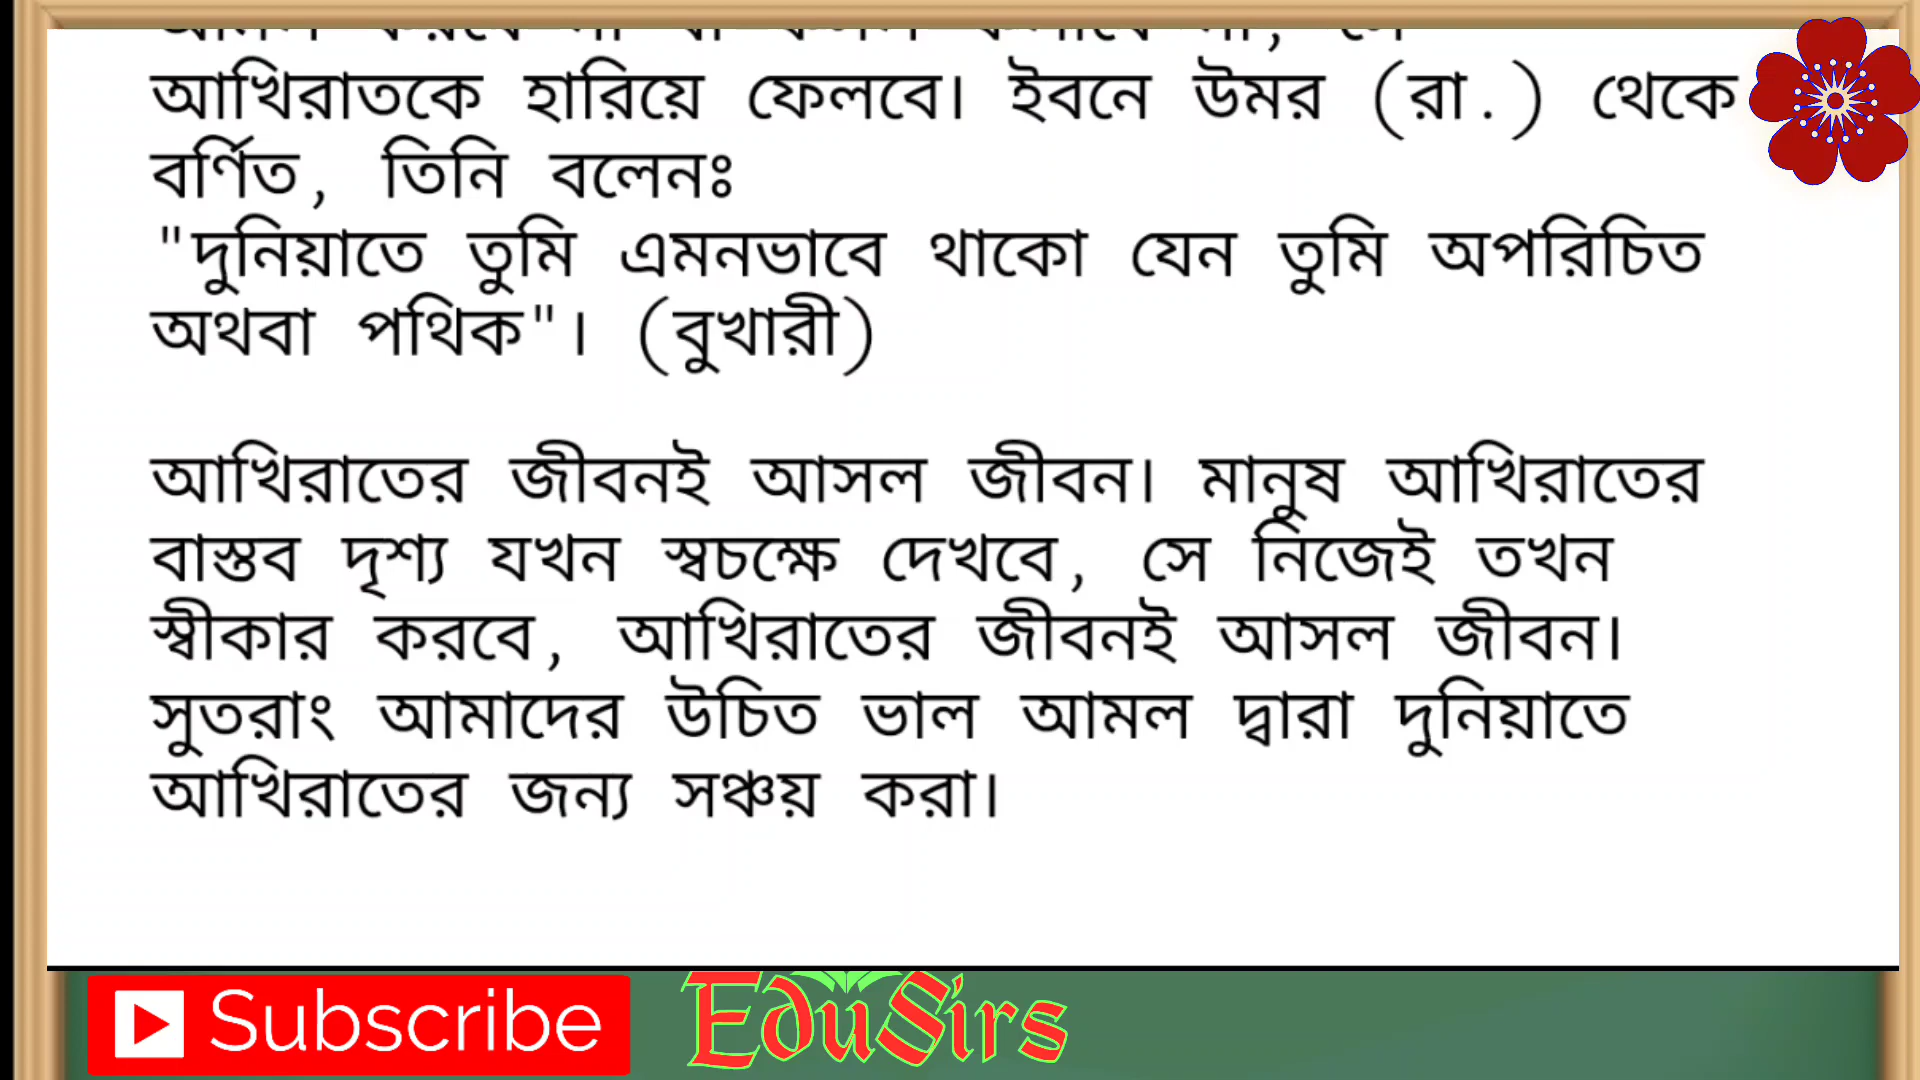 আখিরাতকে হারিয়ে ফেলবে। ইবনে উমর (রা.) থেকে
বর্ণিত, তিনি বলেনঃ
"দুনিয়াতে তুমি এমনভাবে থাকো যেন তুমি অপরিচিত
অথবা পথিক"। (বুখারী)
আখিরাতের জীবনই আসল জীবন। মানুষ আখিরাতের
বাস্তব দৃশ্য যখন স্বচক্ষে দেখবে, সে নিজেই তখন
স্বীকার করবে, আখিরাতের জীবনই আসল জীবন।
সুতরাং আমাদের উচিত ভাল আমল দ্বারা দুনিয়াতে
আখিরাতের জন্য সঞ্চয় করা।
Subscribe
EduSirs